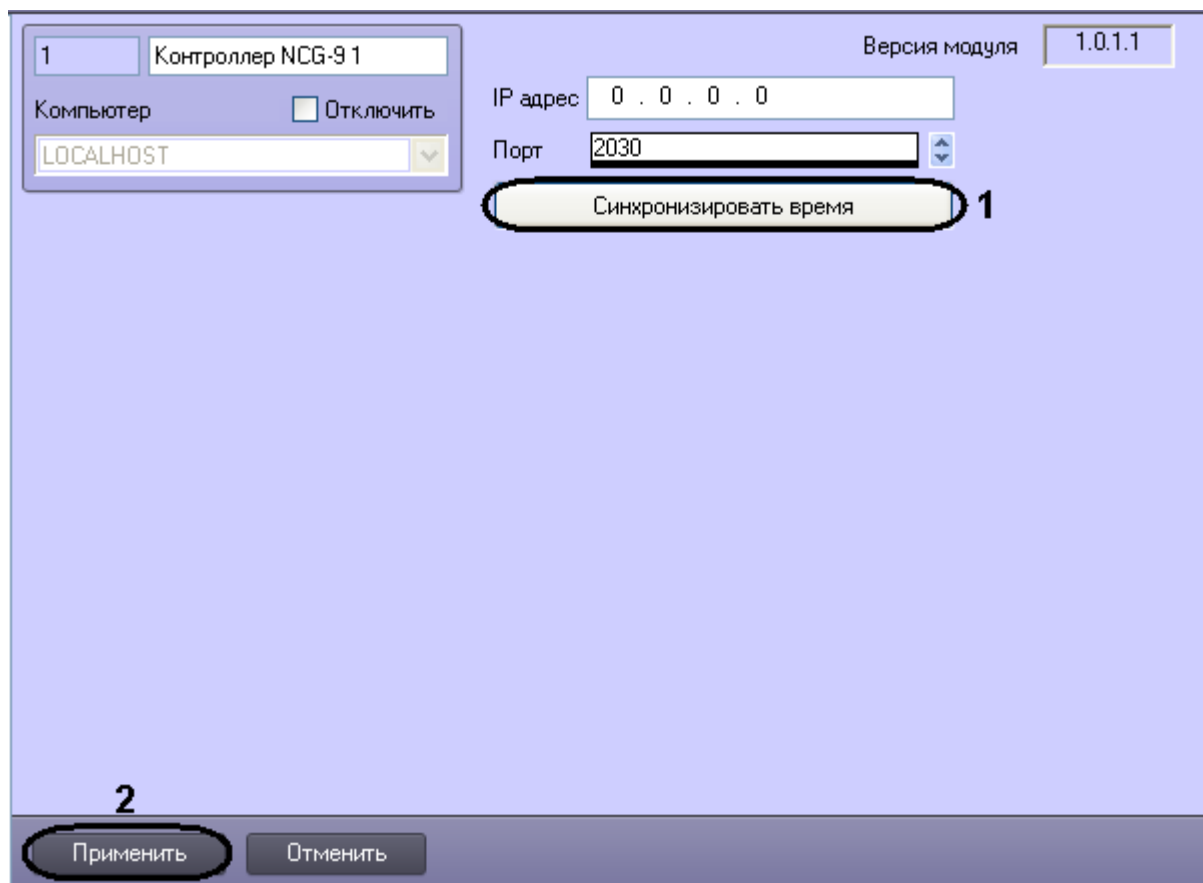 1 Контроллер NCG-9 1 Версия модуля 1.0.1.1
IP адрес 0 . 0 . 0 . 0
Компьютер Отключить
Порт 2030
LOCALHOST
Синхронизировать время 1
2
Применить Отменить